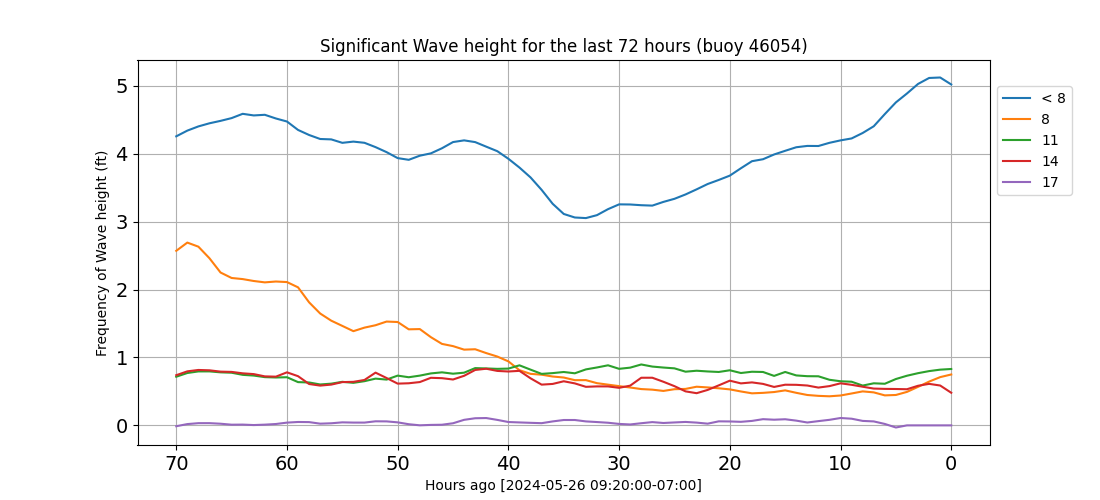 Significant Wave height for the last 72 hours (buoy 46054)
Frequency of Wave height (ft)
5
4
3
2
1
0
70 60 50 40 30 20 10 0
Hours ago [2024-05-26 09:20:00-07:00]
< 8
8
11
14
17